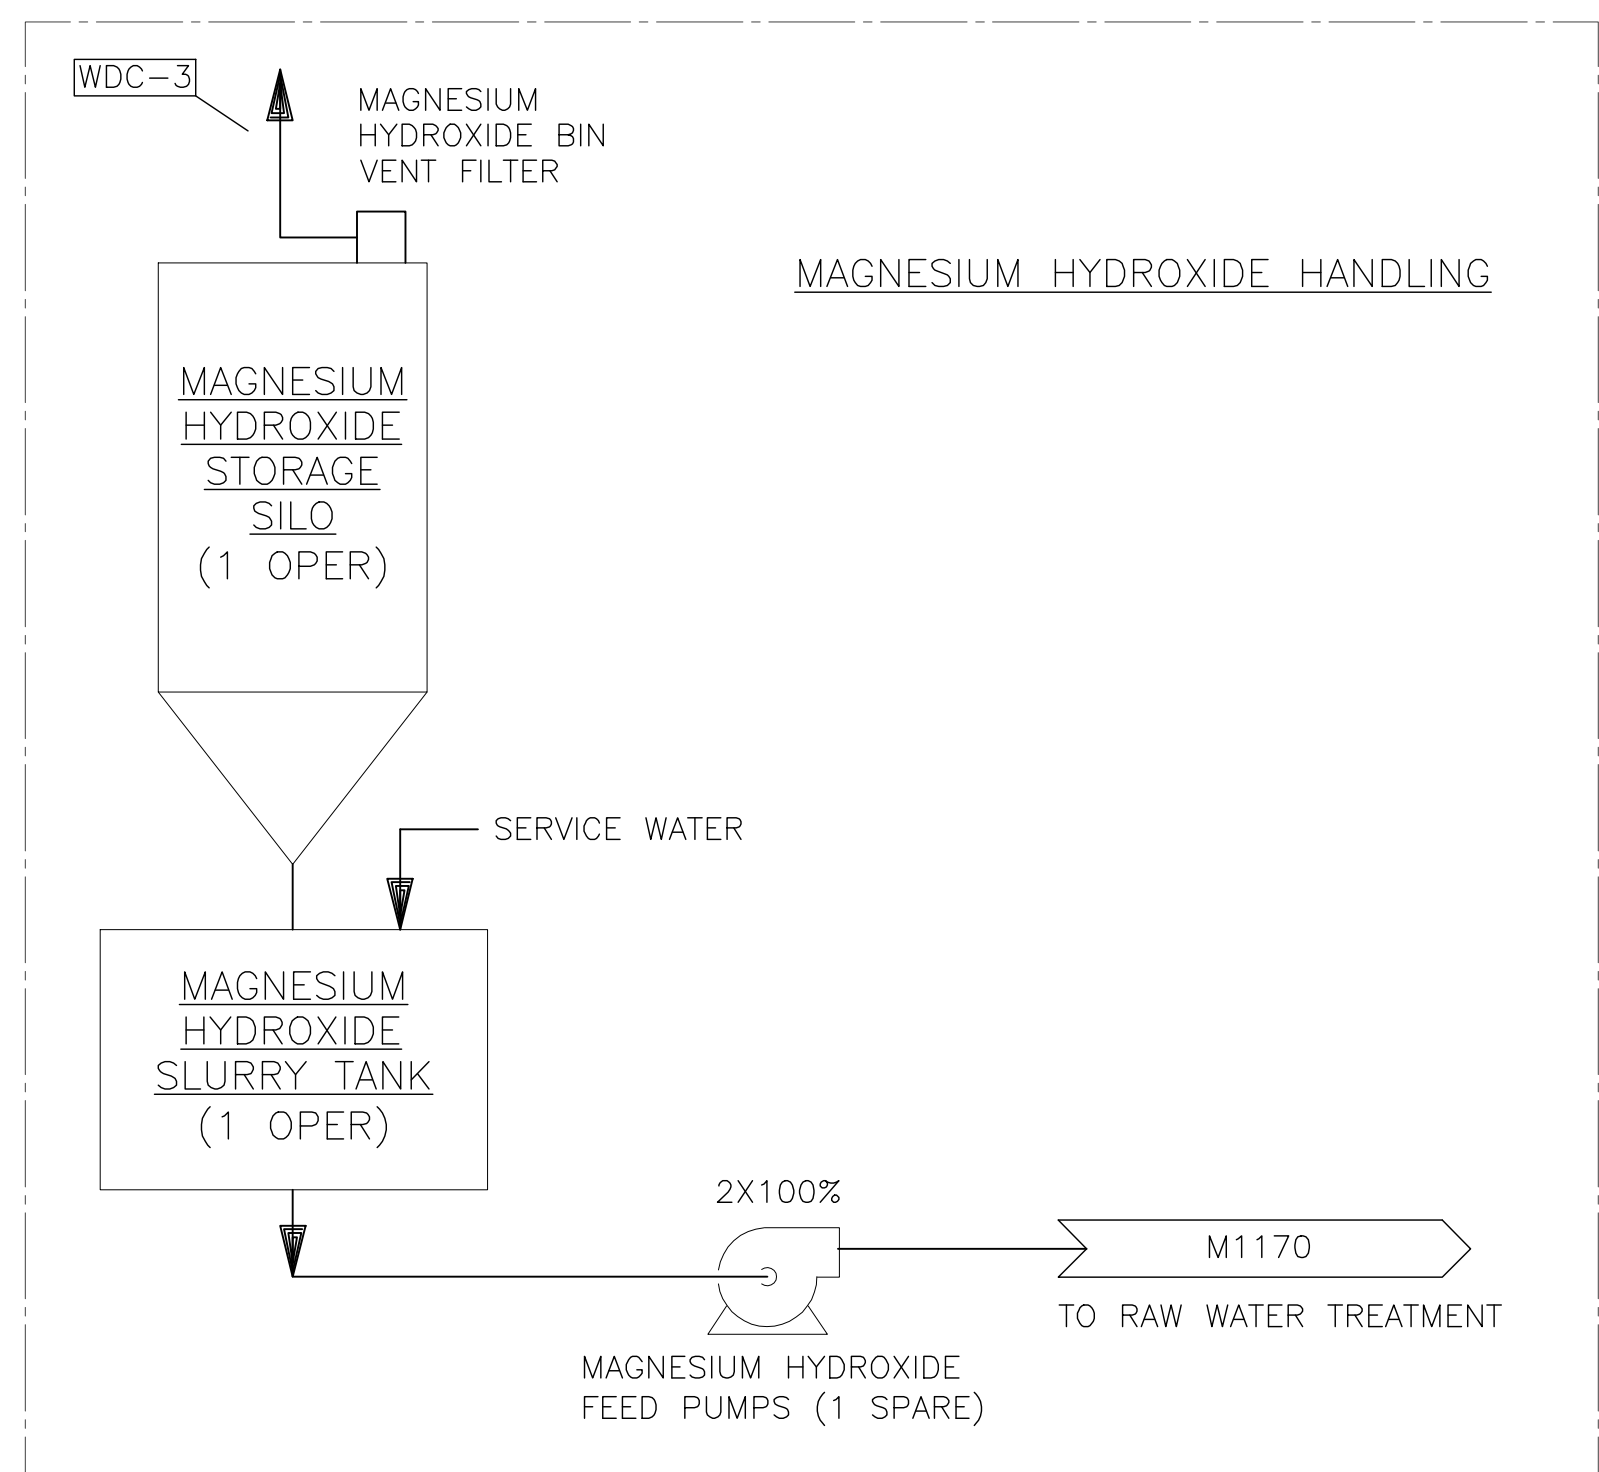 WDC-3
MAGNESIUM
HYDROXIDE BIN
VENT FILTER
MAGNESIUM HYDROXIDE HANDLING
MAGNESIUM
HYDROXIDE
STORAGE
SILO
(1 OPER)
SERVICE WATER
MAGNESIUM
HYDROXIDE
SLURRY TANK
(1 OPER)
2X100%
M1170
TO RAW WATER TREATMENT
MAGNESIUM HYDROXIDE
FEED PUMPS (1 SPARE)